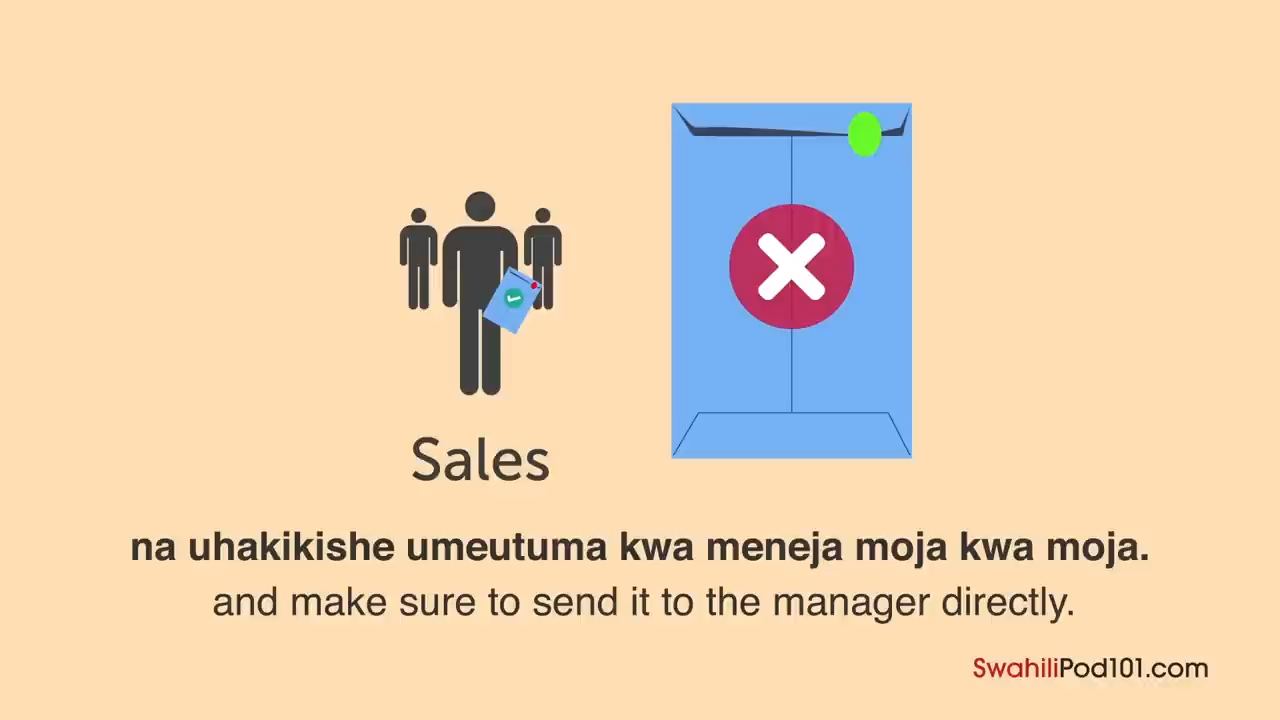 Sales
na uhakikishe umeutuma kwa meneja moja kwa moja.
and make sure to send it to the manager directly.
SwahiliPod101.com